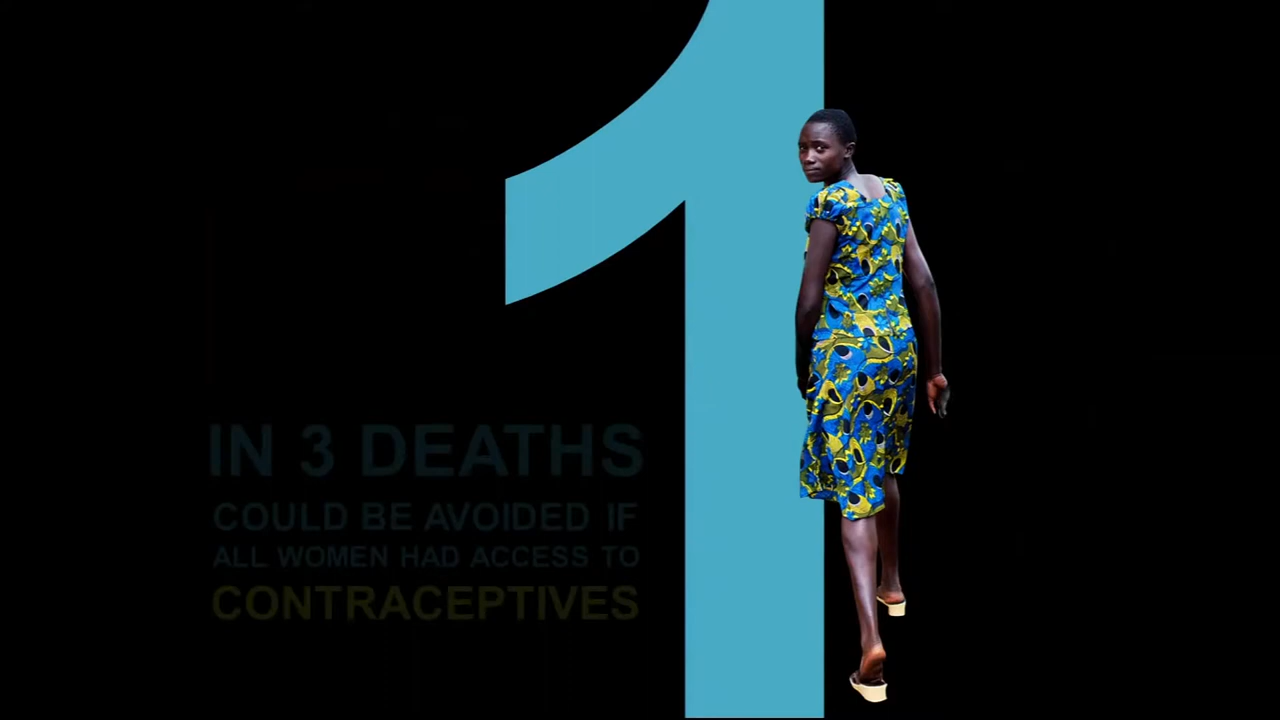 1
IN 3 DEATHS
COULD BE AVOIDED IF
ALL WOMEN HAD ACCESS TO
CONTRACEPTIVES